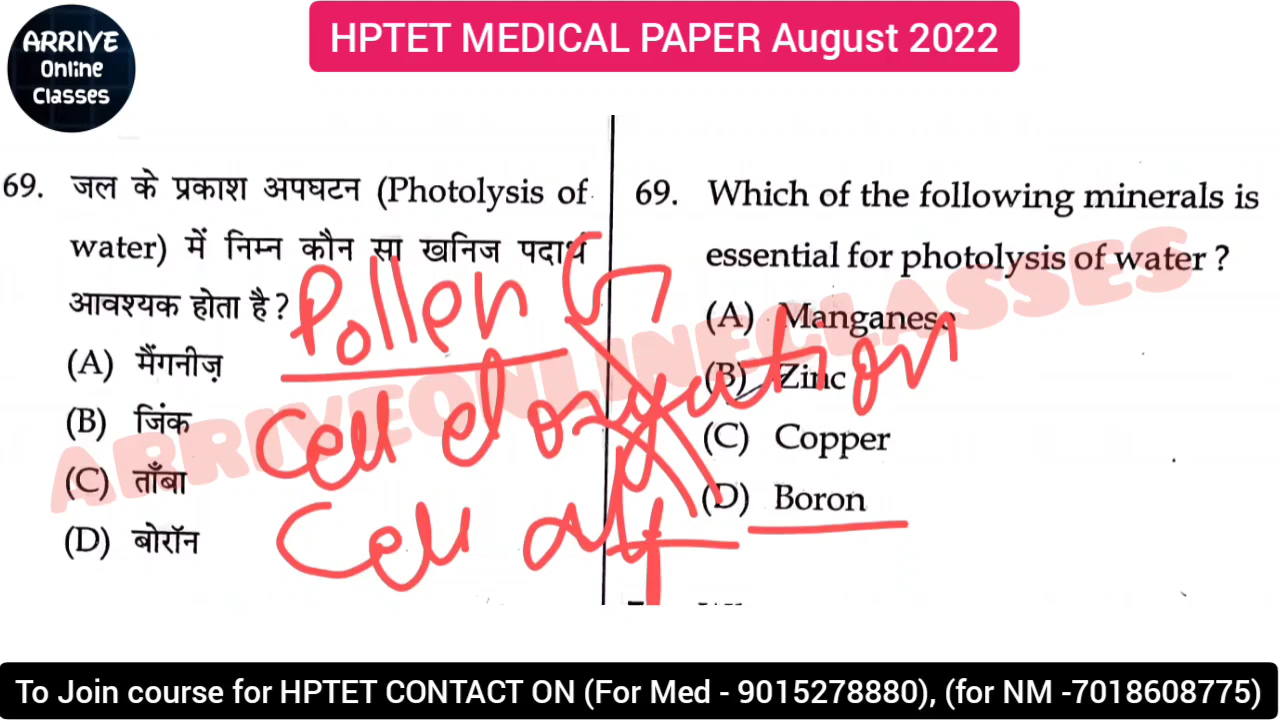 ARRIVE
Online
Classes
HPTET MEDICAL PAPER August 2022
69. जल के प्रकाश अपघटन (Photolysis of
water) में निम्न कौन सा खनिज पदार्थ
आवश्यक होता है?
(A) मैंगनीज़
(B) जिंक
(C) ताँबा
(D) बोरॉन
69. Which of the following minerals is
essential for photolysis of water ?
(A) Manganese
(B) Zinc
(C) Copper
(D) Boron
Pollen G
Cell elongation
Cell
ARRIVEONLINECLASSES
To Join course for HPTET CONTACT ON (For Med - 9015278880), (for NM -7018608775)